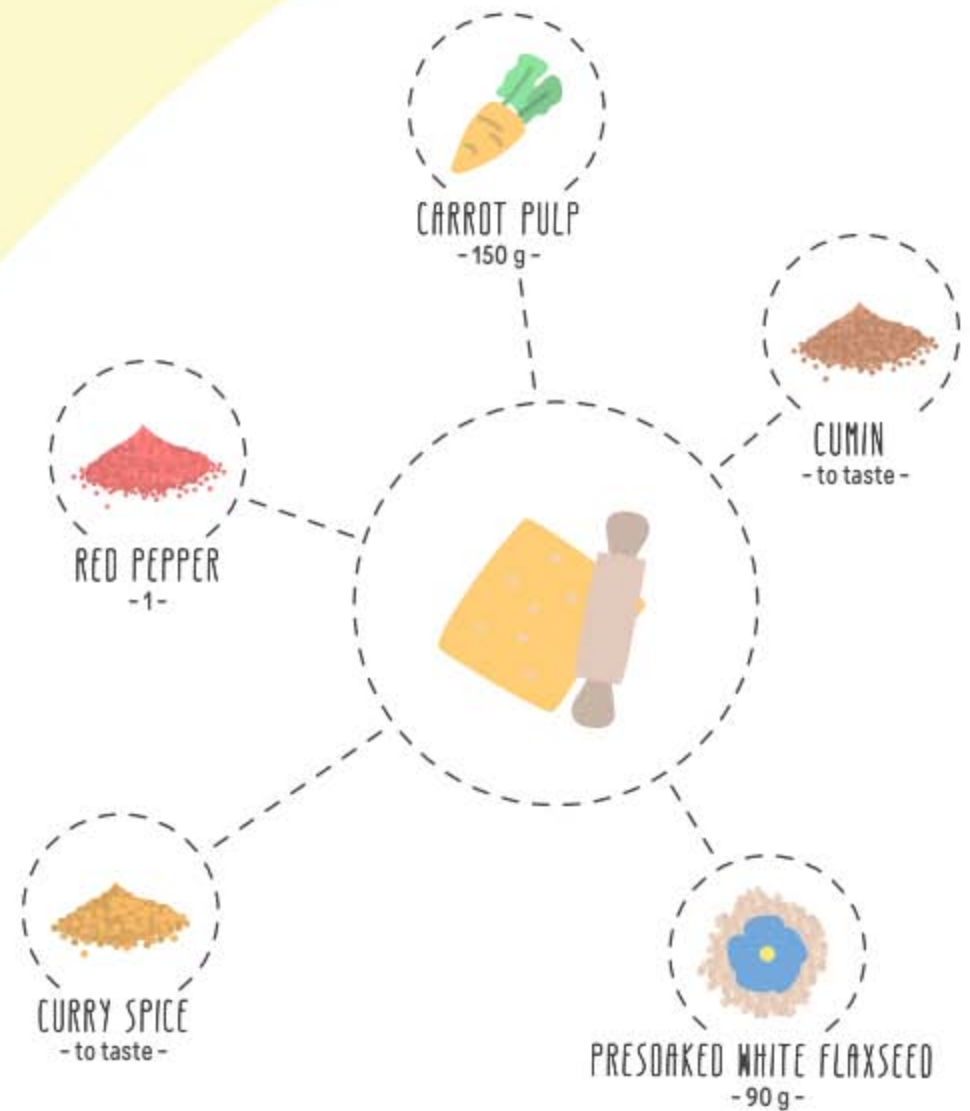 CARROT PULP
-150 g-
CUMIN
- to taste -
RED PEPPER
-1-
CURRY SPICE
- to taste -
PRESOAKED WHITE FLAXSEED
-90 g-